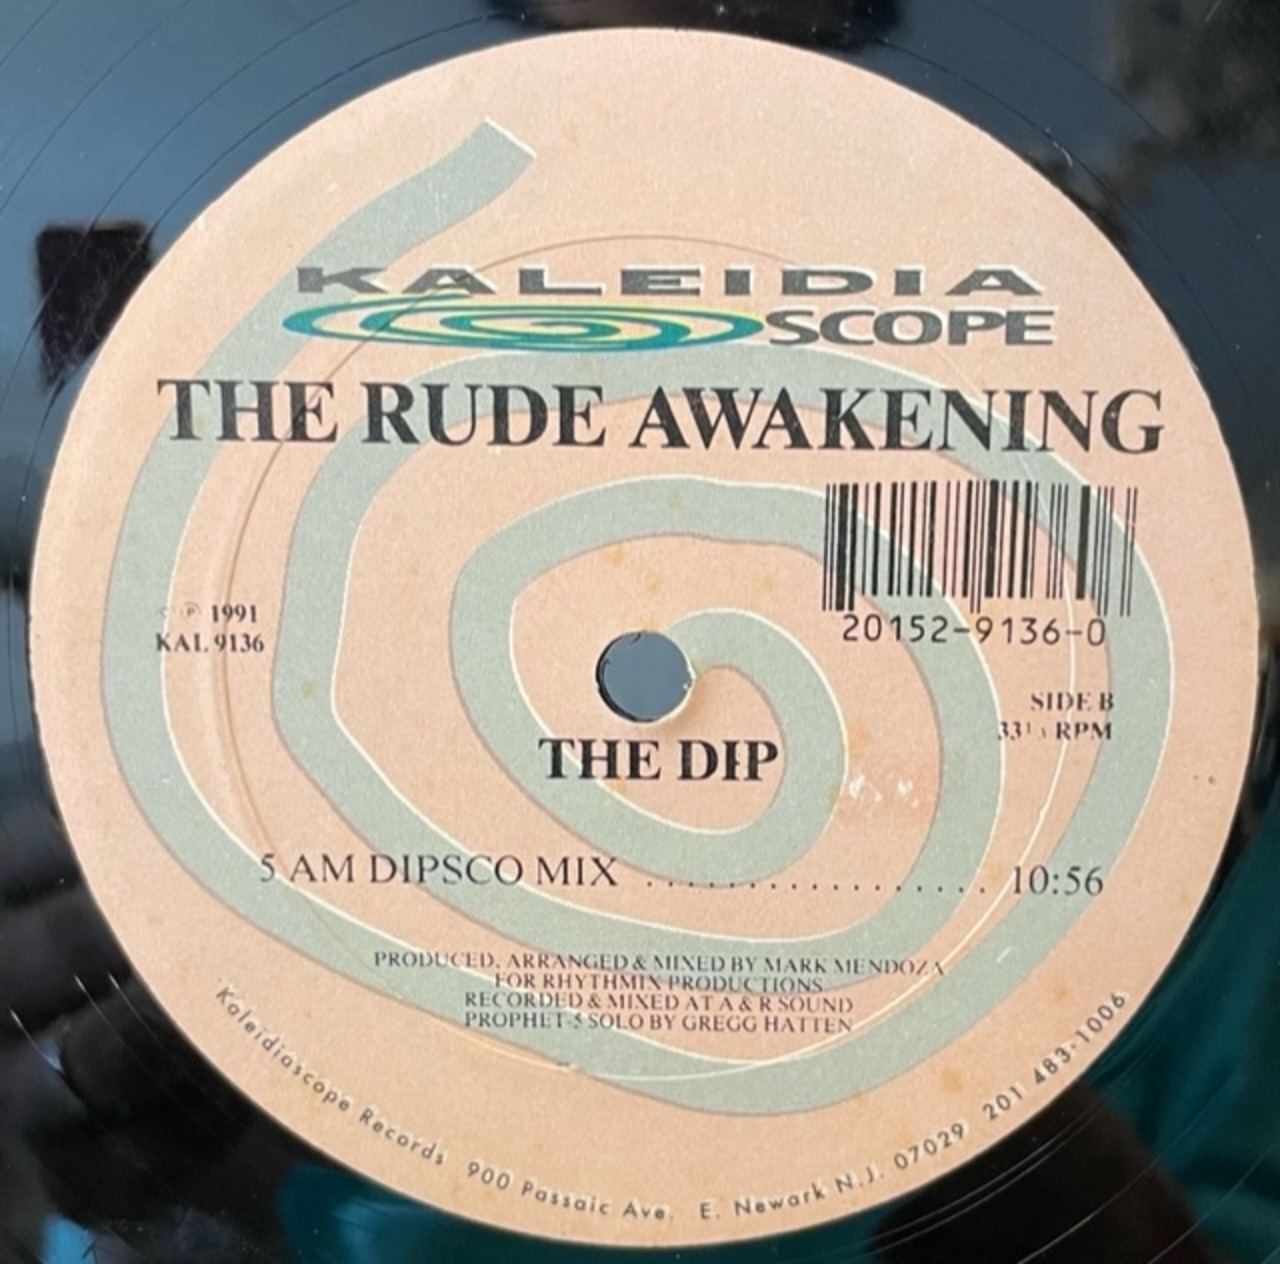 KALEIDIA
SCOPE
THE RUDE AWAKENING
20152-9136-0
℗ 1991
KAL 9136
SIDE B
33⅓ RPM
THE DIP
5 AM DIPSCO MIX . . . . . . . . . . . . . . . . . 10:56
PRODUCED, ARRANGED & MIXED BY MARK MENDOZA
FOR RHYTHMIX PRODUCTIONS
RECORDED & MIXED AT A & R SOUND
PROPHET-5 SOLO BY GREGG HATTEN
Kaleidiascope Records 900 Passaic Ave. E. Newark N.J. 07029 201 483-1006